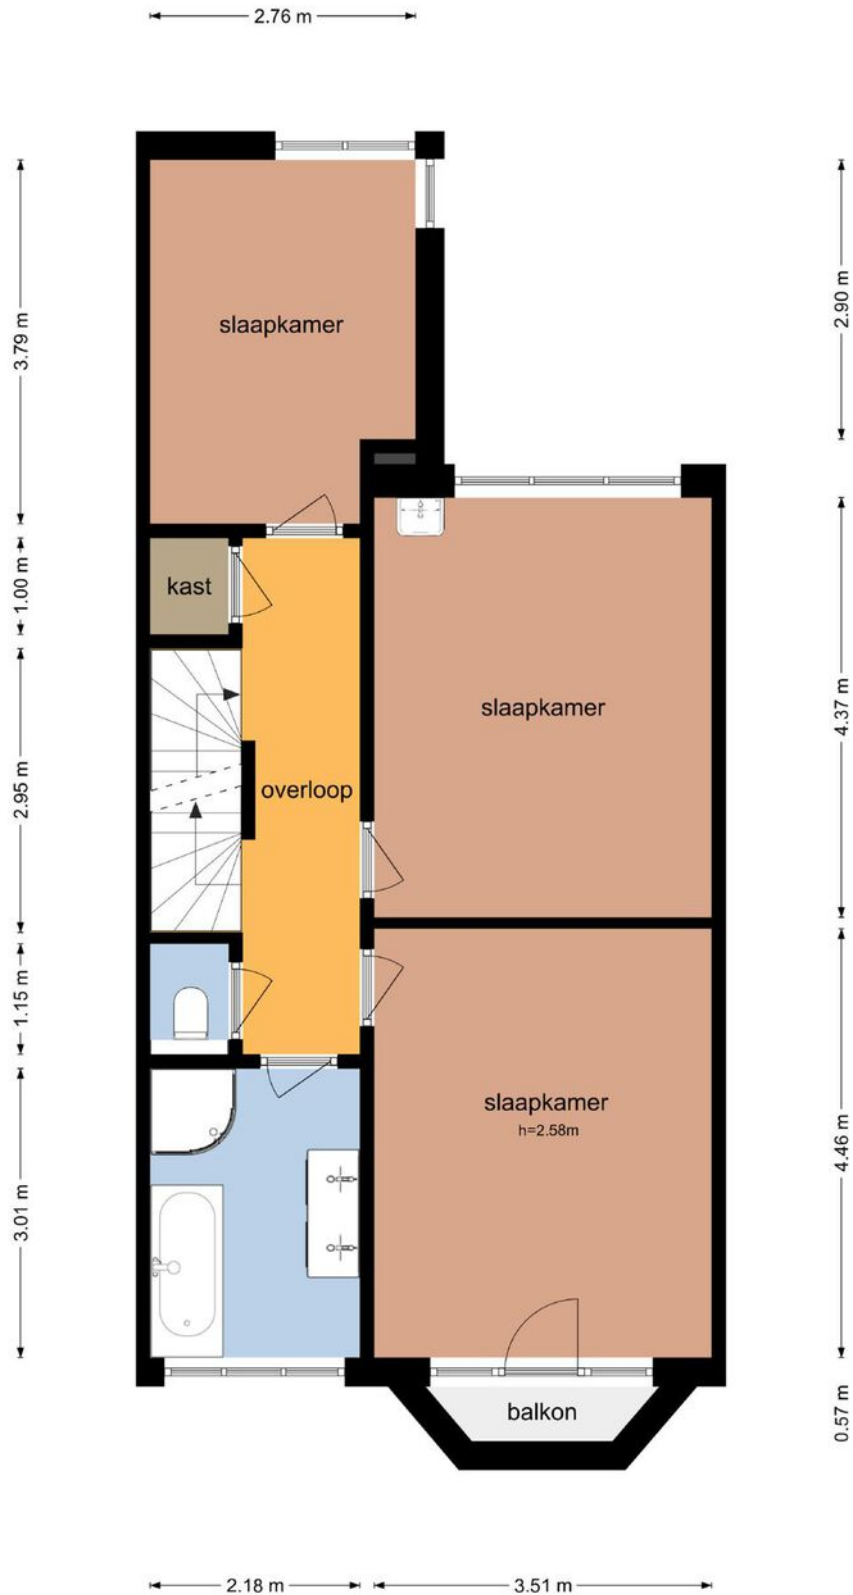 2.76 m
3.79 m
2.90 m
slaapkamer
1.00 m
kast
4.37 m
slaapkamer
2.95 m
overloop
1.15 m
slaapkamer
h=2.58m
4.46 m
3.01 m
balkon
0.57 m
2.18 m
3.51 m